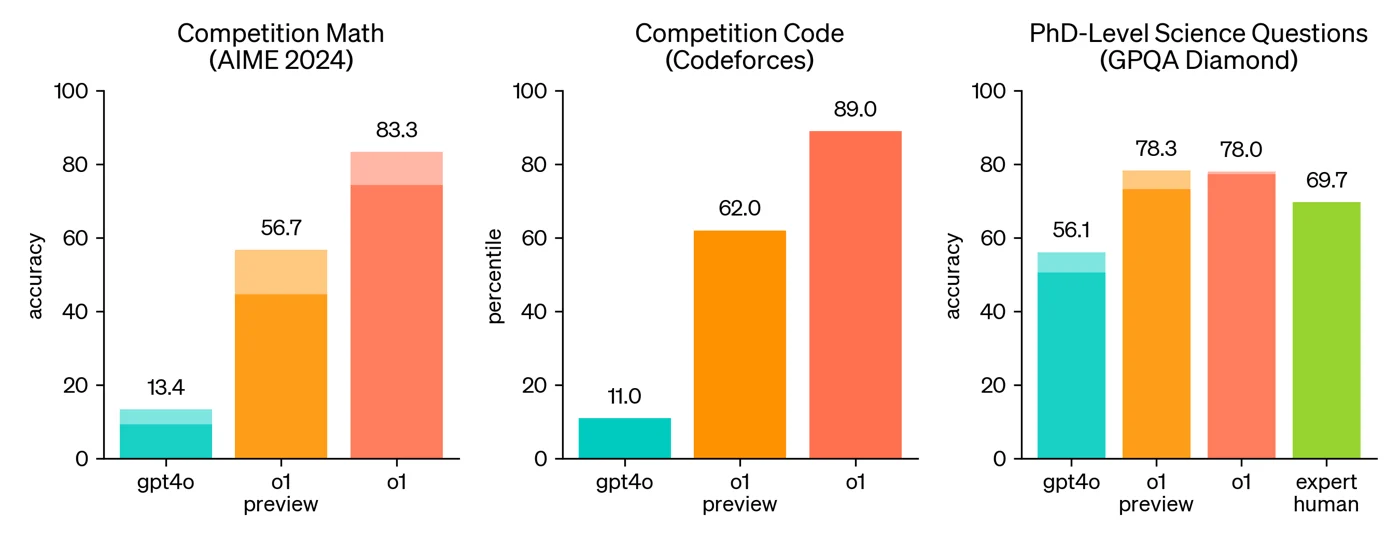 Competition Math
(AIME 2024)
100
80
60
40
20
0
accuracy
13.4
56.7
83.3
gpt4o
o1
preview
o1
Competition Code
(Codeforces)
100
80
60
40
20
0
percentile
11.0
62.0
89.0
gpt4o
o1
preview
o1
PhD-Level Science Questions
(GPQA Diamond)
100
80
60
40
20
0
accuracy
56.1
78.3
78.0
69.7
gpt4o
o1
preview
o1
expert
human